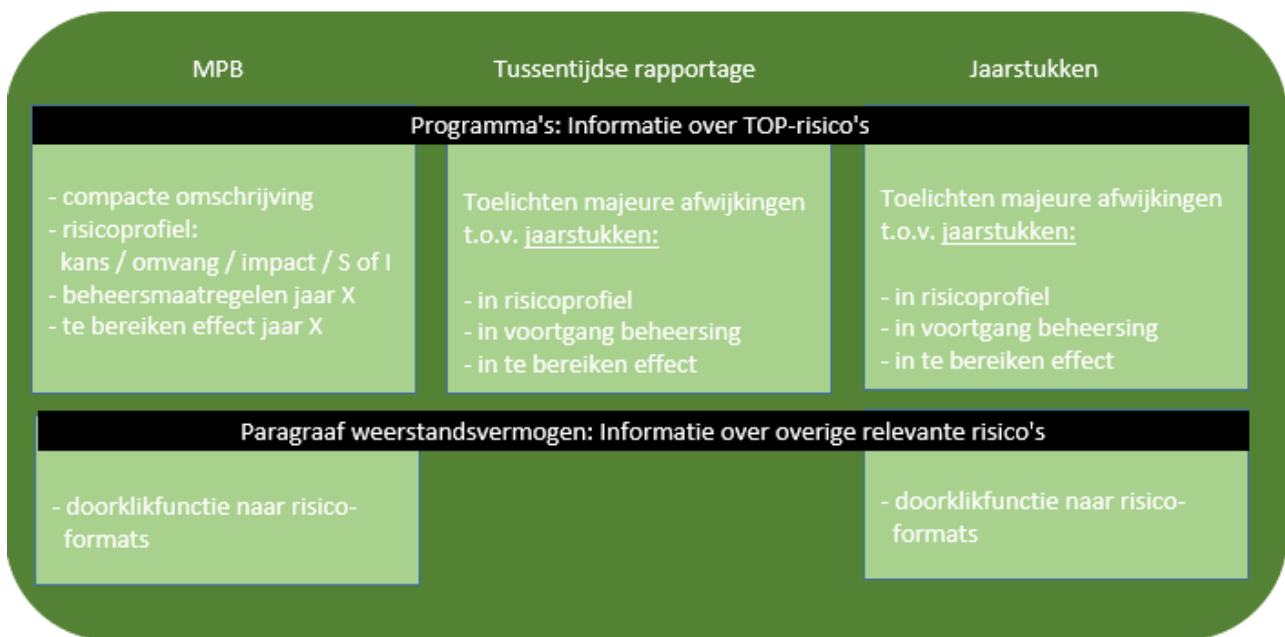 MPB
Tussentijdse rapportage
Jaarstukken
Programma's: Informatie over TOP-risico's
- compacte omschrijving
- risicoprofiel:
kans / omvang / impact / S of I
- beheersmaatregelen jaar X
- te bereiken effect jaar X
Toelichten majeure afwijkingen
t.o.v. jaarstukken:
- in risicoprofiel
- in voortgang beheersing
- in te bereiken effect
Toelichten majeure afwijkingen
t.o.v. jaarstukken:
- in risicoprofiel
- in voortgang beheersing
- in te bereiken effect
Paragraaf weerstandsvermogen: Informatie over overige relevante risico's
- doorklikfunctie naar risico-
formats
- doorklikfunctie naar risico-
formats